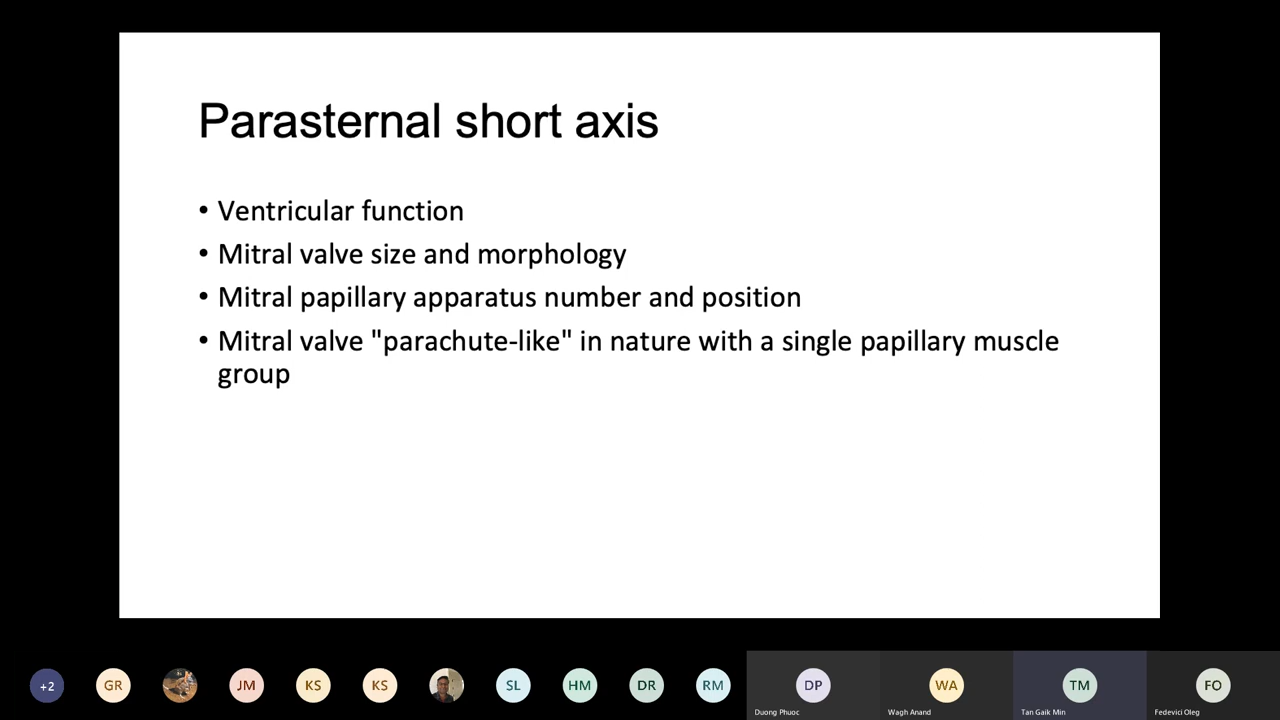 Parasternal short axis
• Ventricular function
• Mitral valve size and morphology
• Mitral papillary apparatus number and position
• Mitral valve "parachute-like" in nature with a single papillary muscle
group
+2
GR
JM
KS
KS
SL
HM
DR
RM
DP
WA
TM
FO
Duong Phuoc
Wagh Anand
Tan Gaik Min
Fedevici Oleg